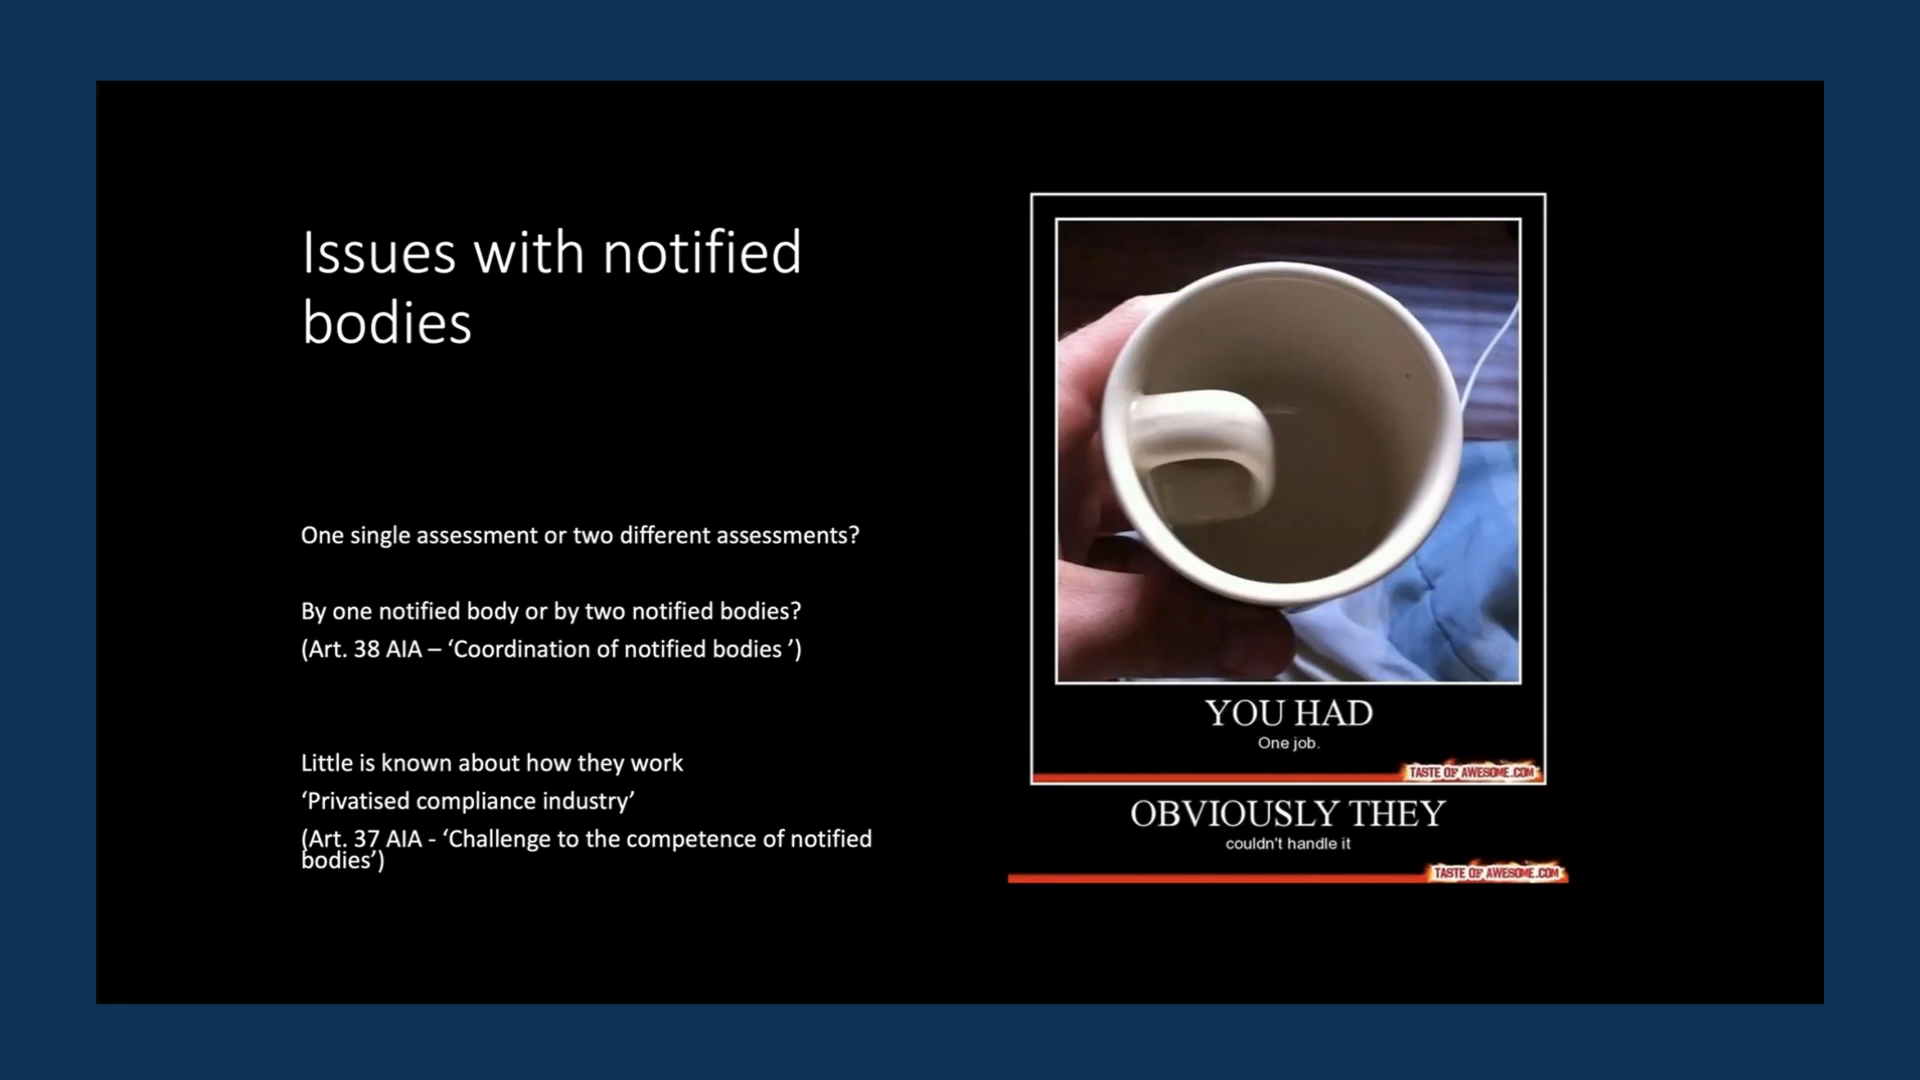 Issues with notified
bodies
One single assessment or two different assessments?
By one notified body or by two notified bodies?
(Art. 38 AIA – ‘Coordination of notified bodies ’)
Little is known about how they work
‘Privatised compliance industry’
(Art. 37 AIA - ‘Challenge to the competence of notified
bodies’)
YOU HAD
One job.
TASTE OF AWESOME.COM
OBVIOUSLY THEY
couldn't handle it
TASTE OF AWESOME.COM